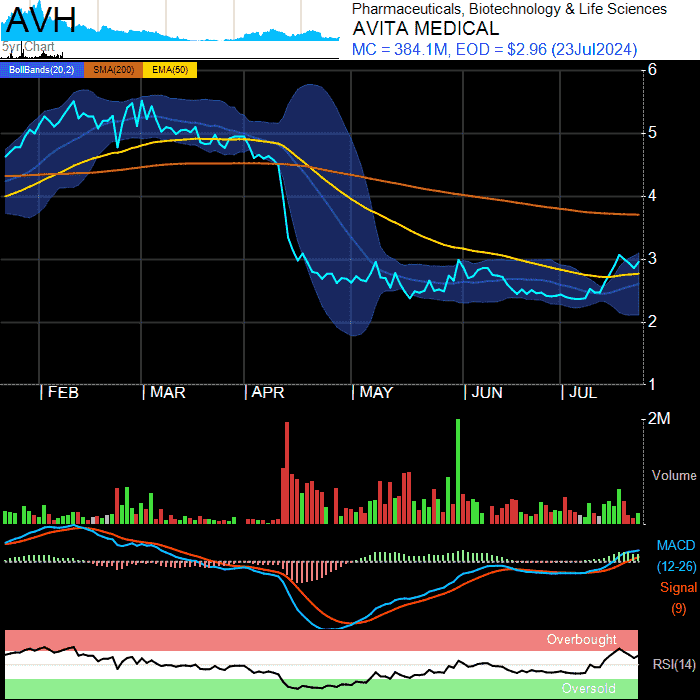 AVH
5yr Chart
Pharmaceuticals, Biotechnology & Life Sciences
AVITA MEDICAL
MC = 384.1M, EOD = $2.96 (23Jul2024)
BollBands(20,2) SMA(200) EMA(50)
6
5
4
3
2
1
| FEB | MAR | APR | MAY | JUN | JUL
2M
Volume
MACD
(12-26)
Signal
(9)
Overbought
RSI(14)
Oversold